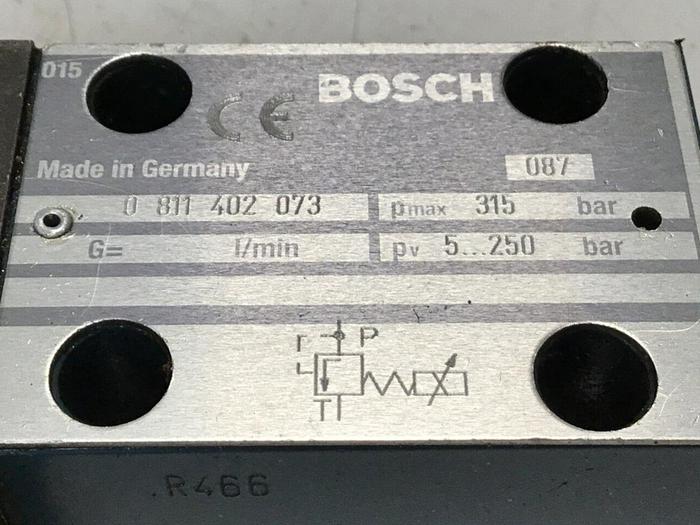 015
CE BOSCH
Made in Germany 087
0 811 402 073 pmax 315 bar
G= l/min pv 5...250 bar
P
T
R466